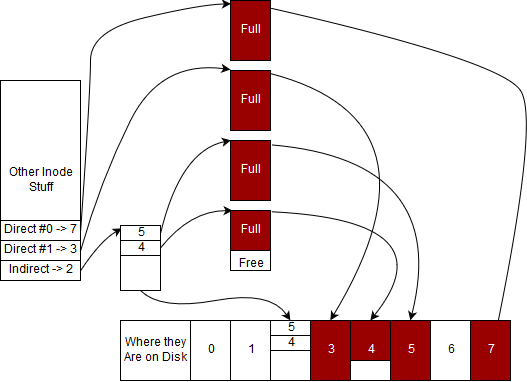 Full
Full
Full
Full
Free
Other Inode
Stuff
Direct #0 -> 7
Direct #1 -> 3
Indirect -> 2
5
4
Where they
Are on Disk
0
1
5
4
3
4
5
6
7